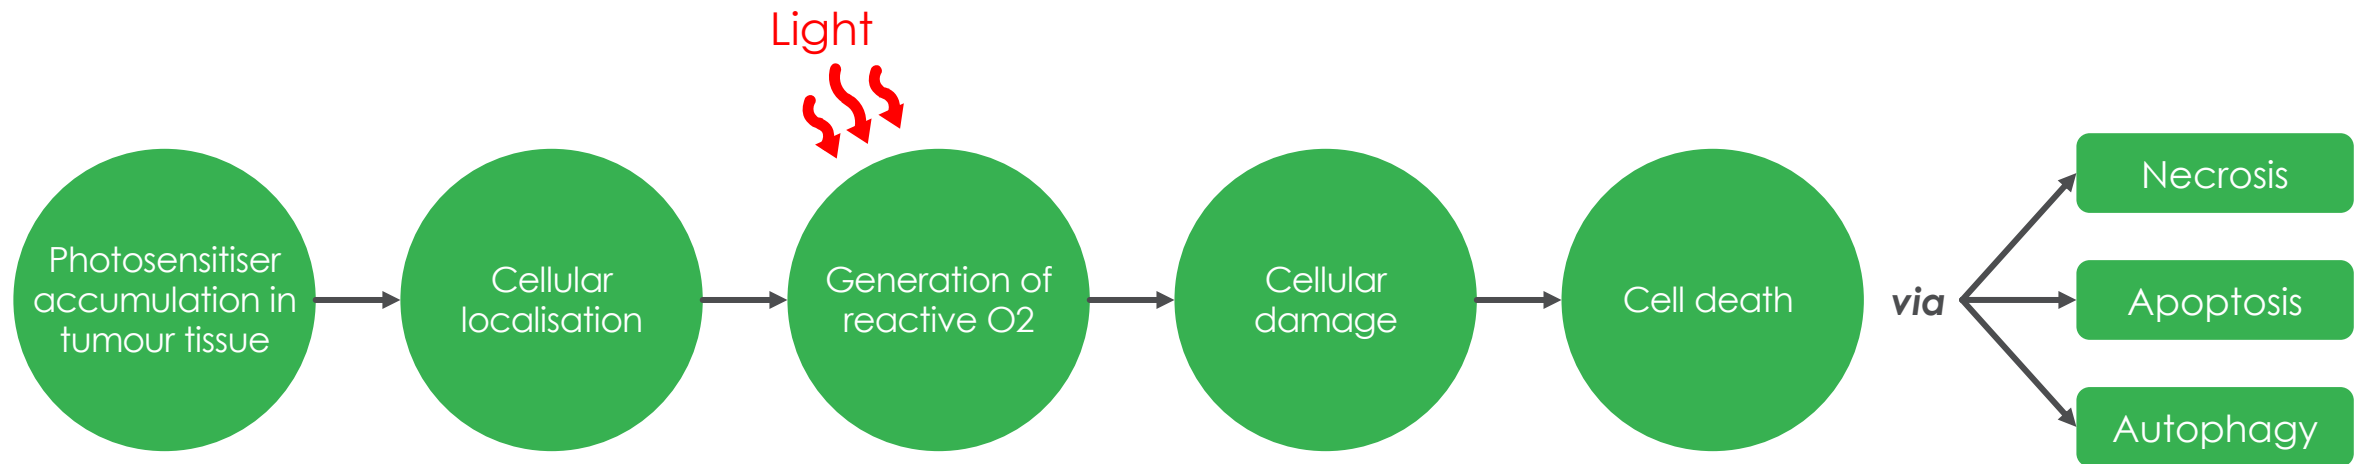 Light
Photosensitiser
accumulation in
tumour tissue
Cellular
localisation
Generation of
reactive O2
Cellular
damage
Cell death
via
Necrosis
Apoptosis
Autophagy